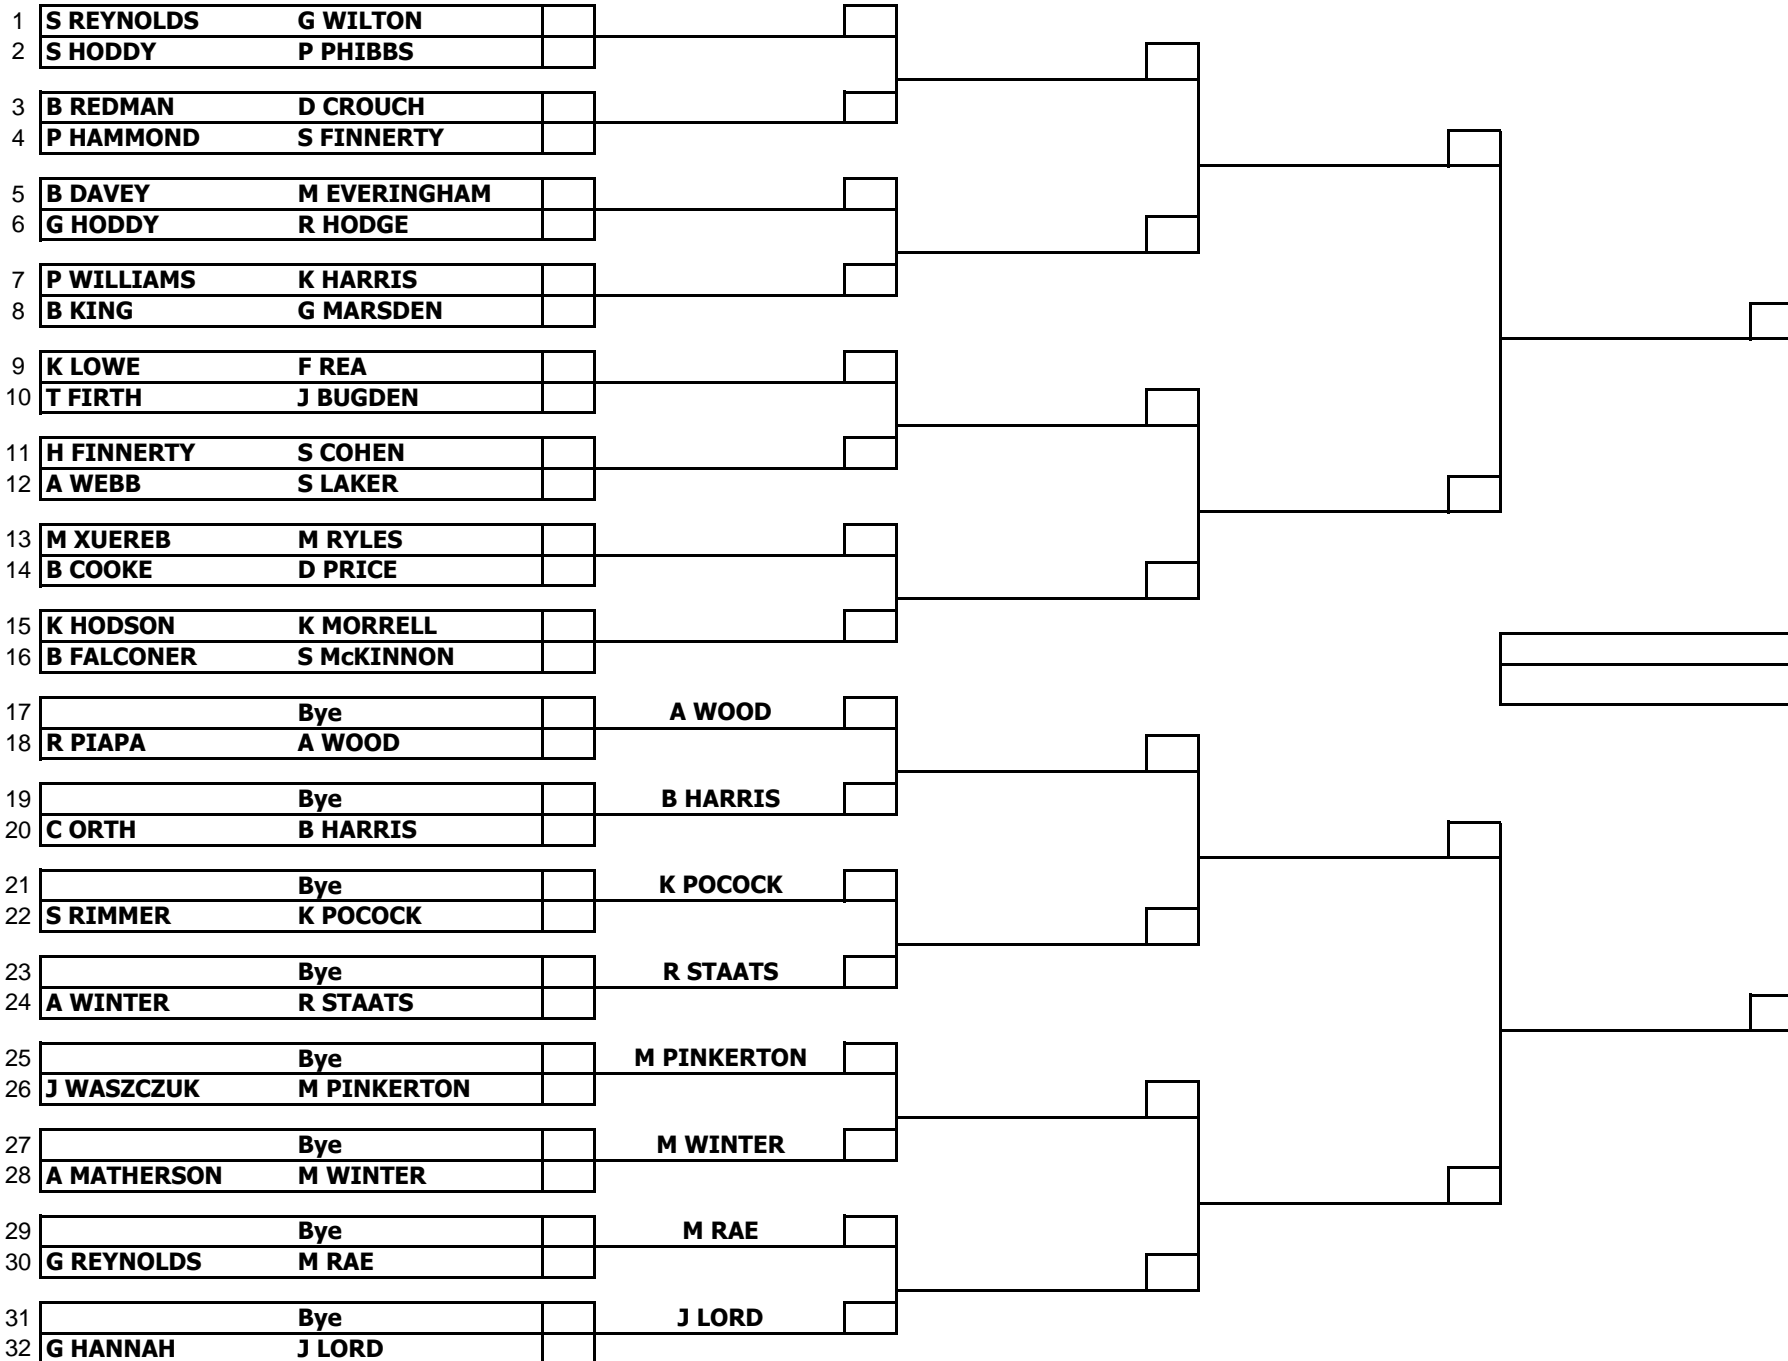 1 S REYNOLDS G WILTON
2 S HODDY P PHIBBS
3 B REDMAN D CROUCH
4 P HAMMOND S FINNERTY
5 B DAVEY M EVERINGHAM
6 G HODDY R HODGE
7 P WILLIAMS K HARRIS
8 B KING G MARSDEN
9 K LOWE F REA
10 T FIRTH J BUGDEN
11 H FINNERTY S COHEN
12 A WEBB S LAKER
13 M XUEREB M RYLES
14 B COOKE D PRICE
15 K HODSON K MORRELL
16 B FALCONER S McKINNON
17 Bye A WOOD
18 R PIAPA A WOOD
19 Bye B HARRIS
20 C ORTH B HARRIS
21 Bye K POCOCK
22 S RIMMER K POCOCK
23 Bye R STAATS
24 A WINTER R STAATS
25 Bye M PINKERTON
26 J WASZCZUK M PINKERTON
27 Bye M WINTER
28 A MATHERSON M WINTER
29 Bye M RAE
30 G REYNOLDS M RAE
31 Bye J LORD
32 G HANNAH J LORD